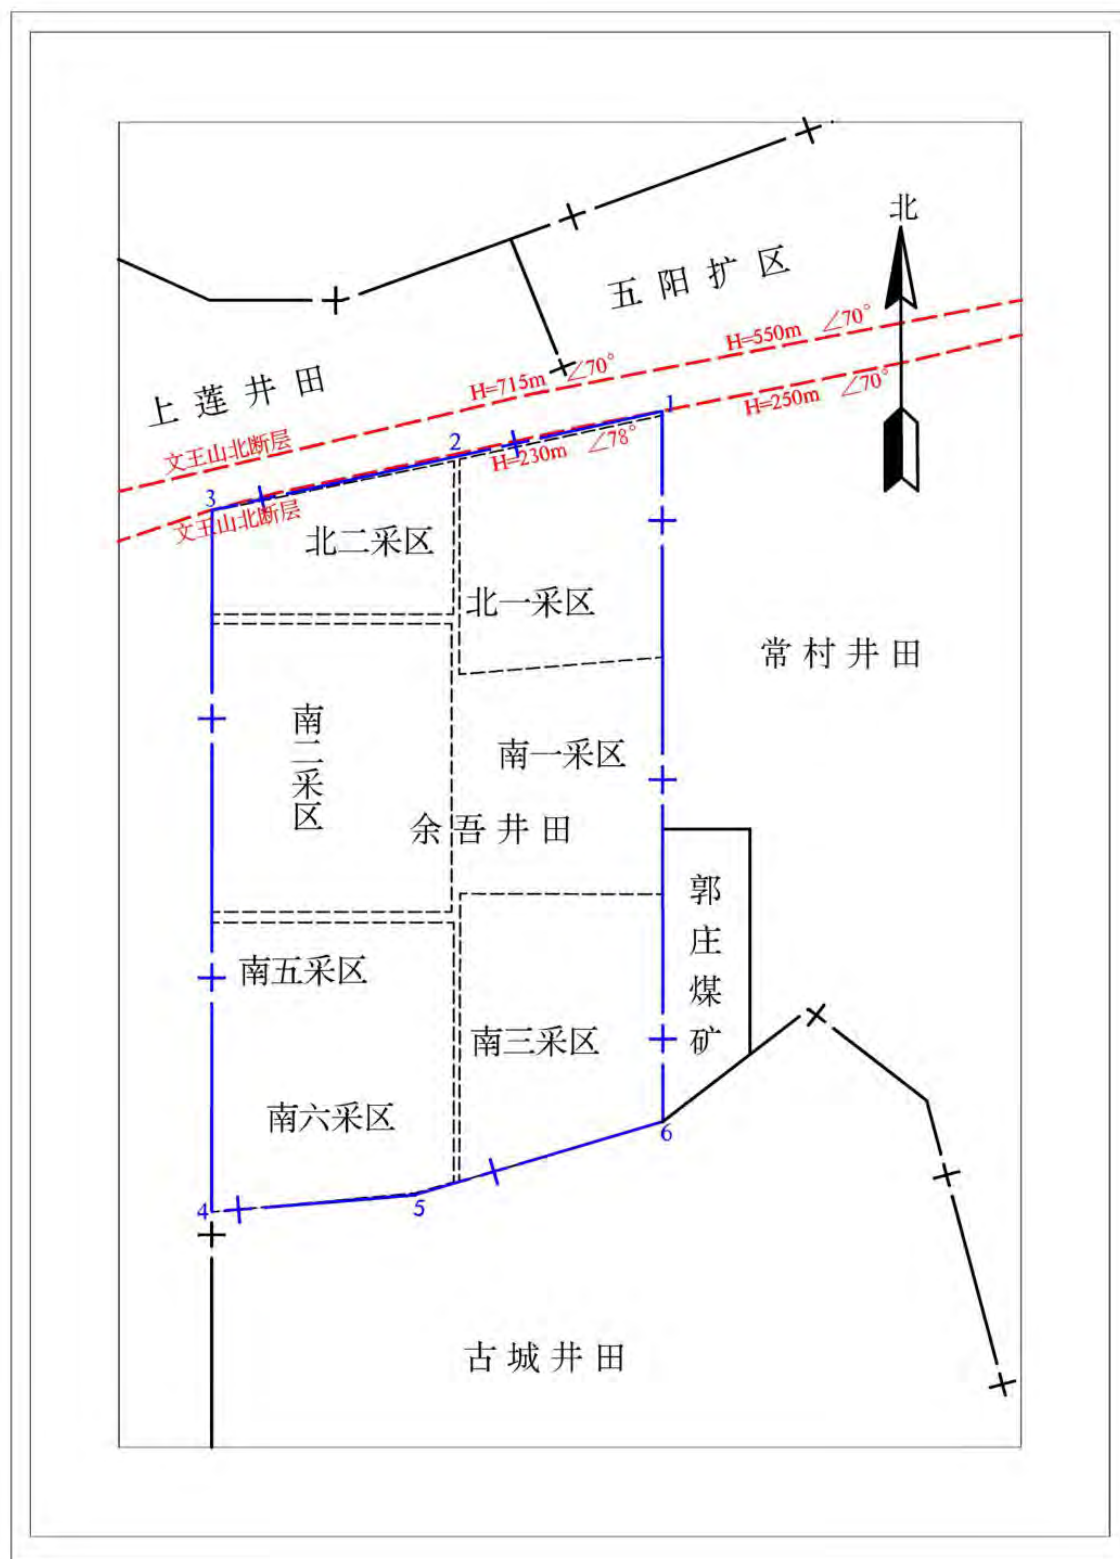 北
五阳扩区
H=550m ∠70°
H=715m ∠70°
H=250m ∠70°
上莲井田
1
文王山北断层
2
H=230m ∠78°
3
文王山北断层
北二采区
北一采区
常村井田
南二采区
南一采区
余吾井田
郭庄煤矿
南五采区
南三采区
南六采区
6
4
5
古城井田